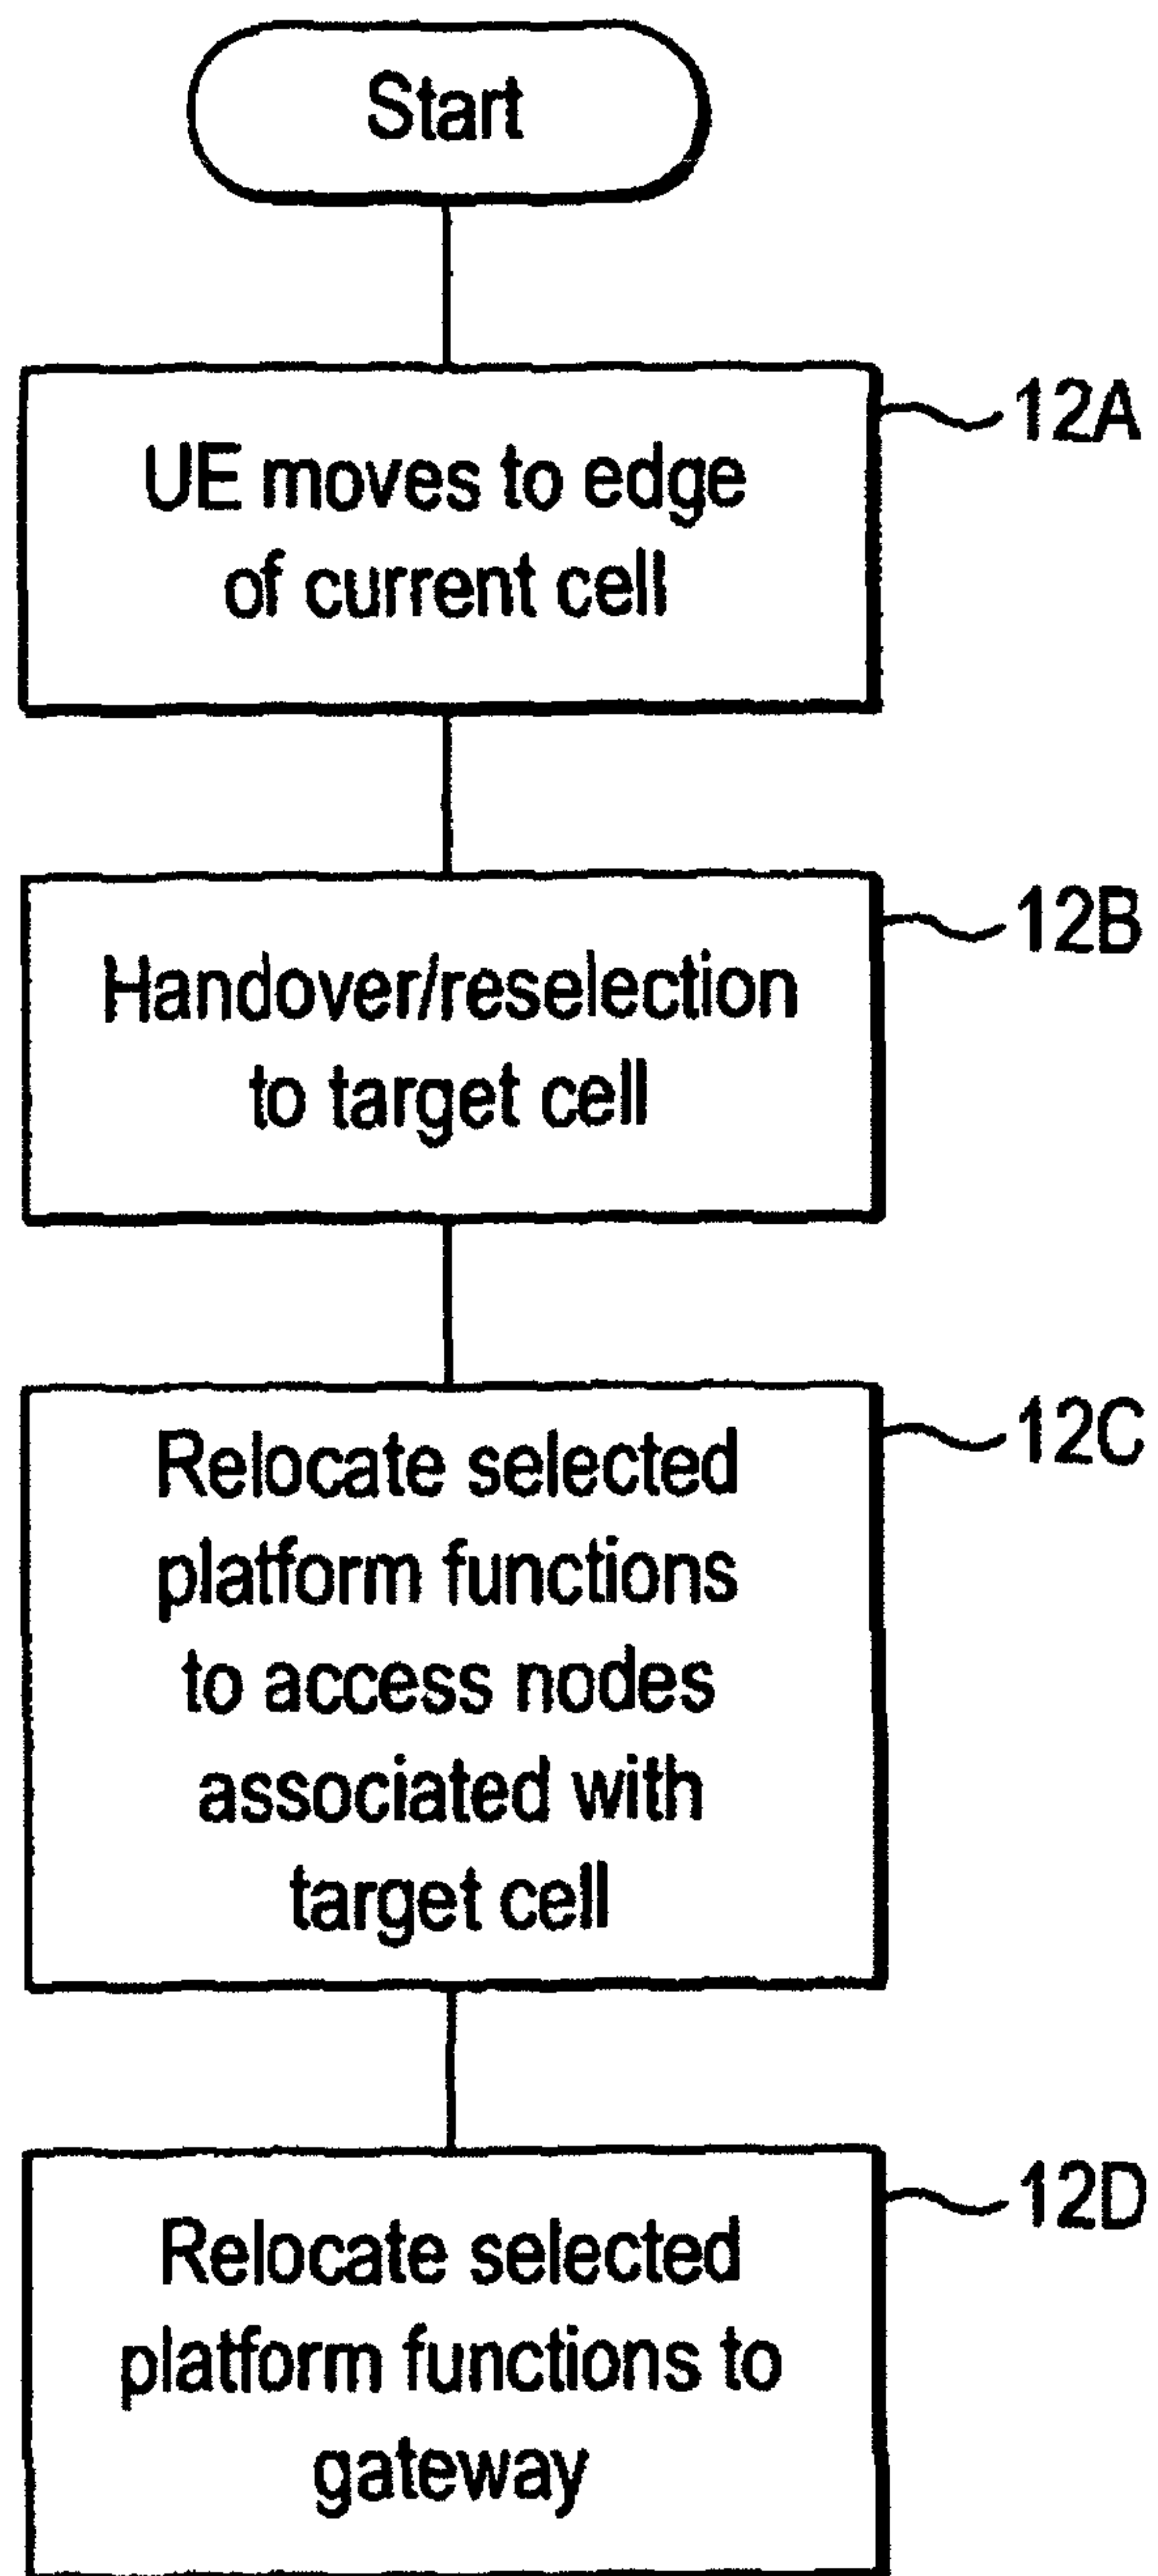 Start
12A
UE moves to edge
of current cell
12B
Handover/reselection
to target cell
12C
Relocate selected
platform functions
to access nodes
associated with
target cell
12D
Relocate selected
platform functions to
gateway